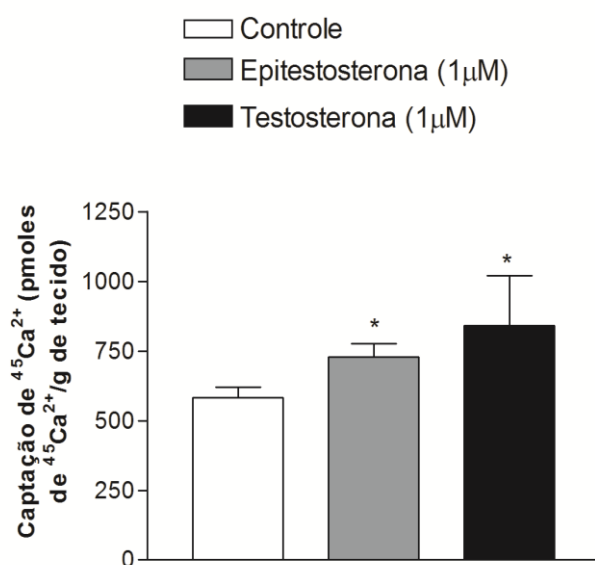 Controle
Epitestosterona (1µM)
Testosterona (1µM)
Captação de ⁴⁵Ca²⁺ (pmoles
de ⁴⁵Ca²⁺/g de tecido)
1250
1000
750
500
250
0
*
*